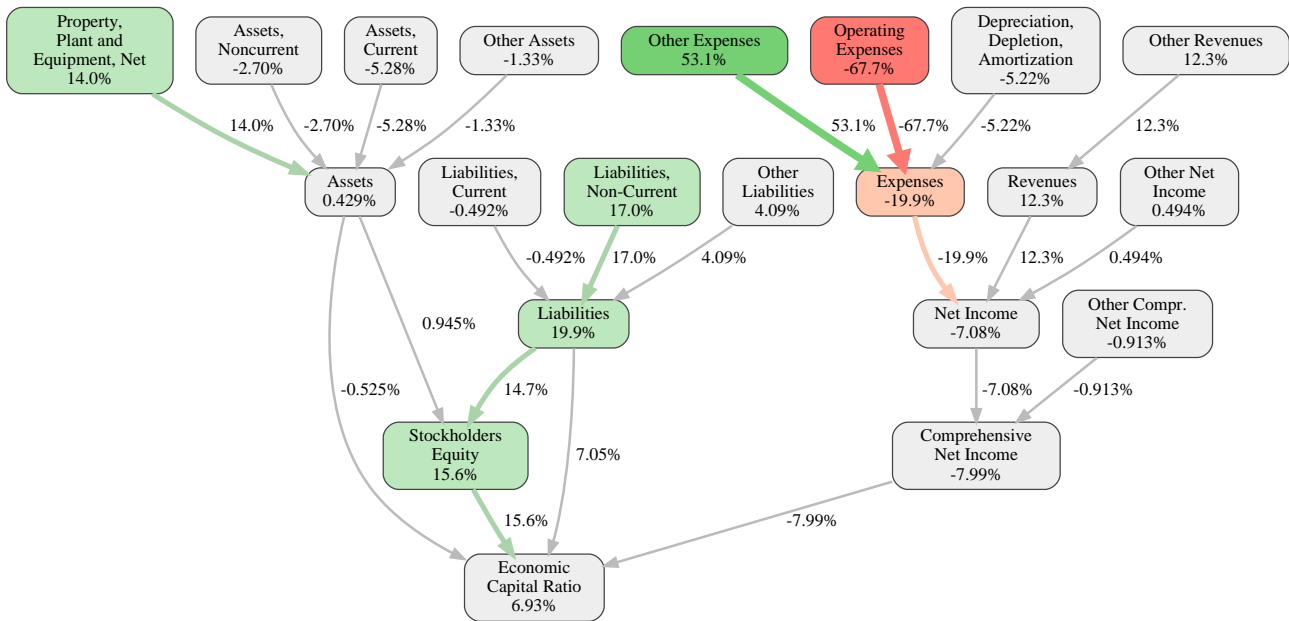 Property,
Plant and
Equipment, Net
14.0%
Assets,
Noncurrent
-2.70%
Assets,
Current
-5.28%
Other Assets
-1.33%
Other Expenses
53.1%
Operating
Expenses
-67.7%
Depreciation,
Depletion,
Amortization
-5.22%
Other Revenues
12.3%
14.0%
-2.70%
-5.28%
-1.33%
53.1%
-67.7%
-5.22%
12.3%
Assets
0.429%
Liabilities,
Current
-0.492%
Liabilities,
Non-Current
17.0%
Other
Liabilities
4.09%
Expenses
-19.9%
Revenues
12.3%
Other Net
Income
0.494%
-0.492%
17.0%
4.09%
-19.9%
12.3%
0.494%
Liabilities
19.9%
Net Income
-7.08%
Other Compr.
Net Income
-0.913%
0.945%
-0.525%
14.7%
-7.08%
-0.913%
Stockholders
Equity
15.6%
7.05%
Comprehensive
Net Income
-7.99%
15.6%
-7.99%
Economic
Capital Ratio
6.93%